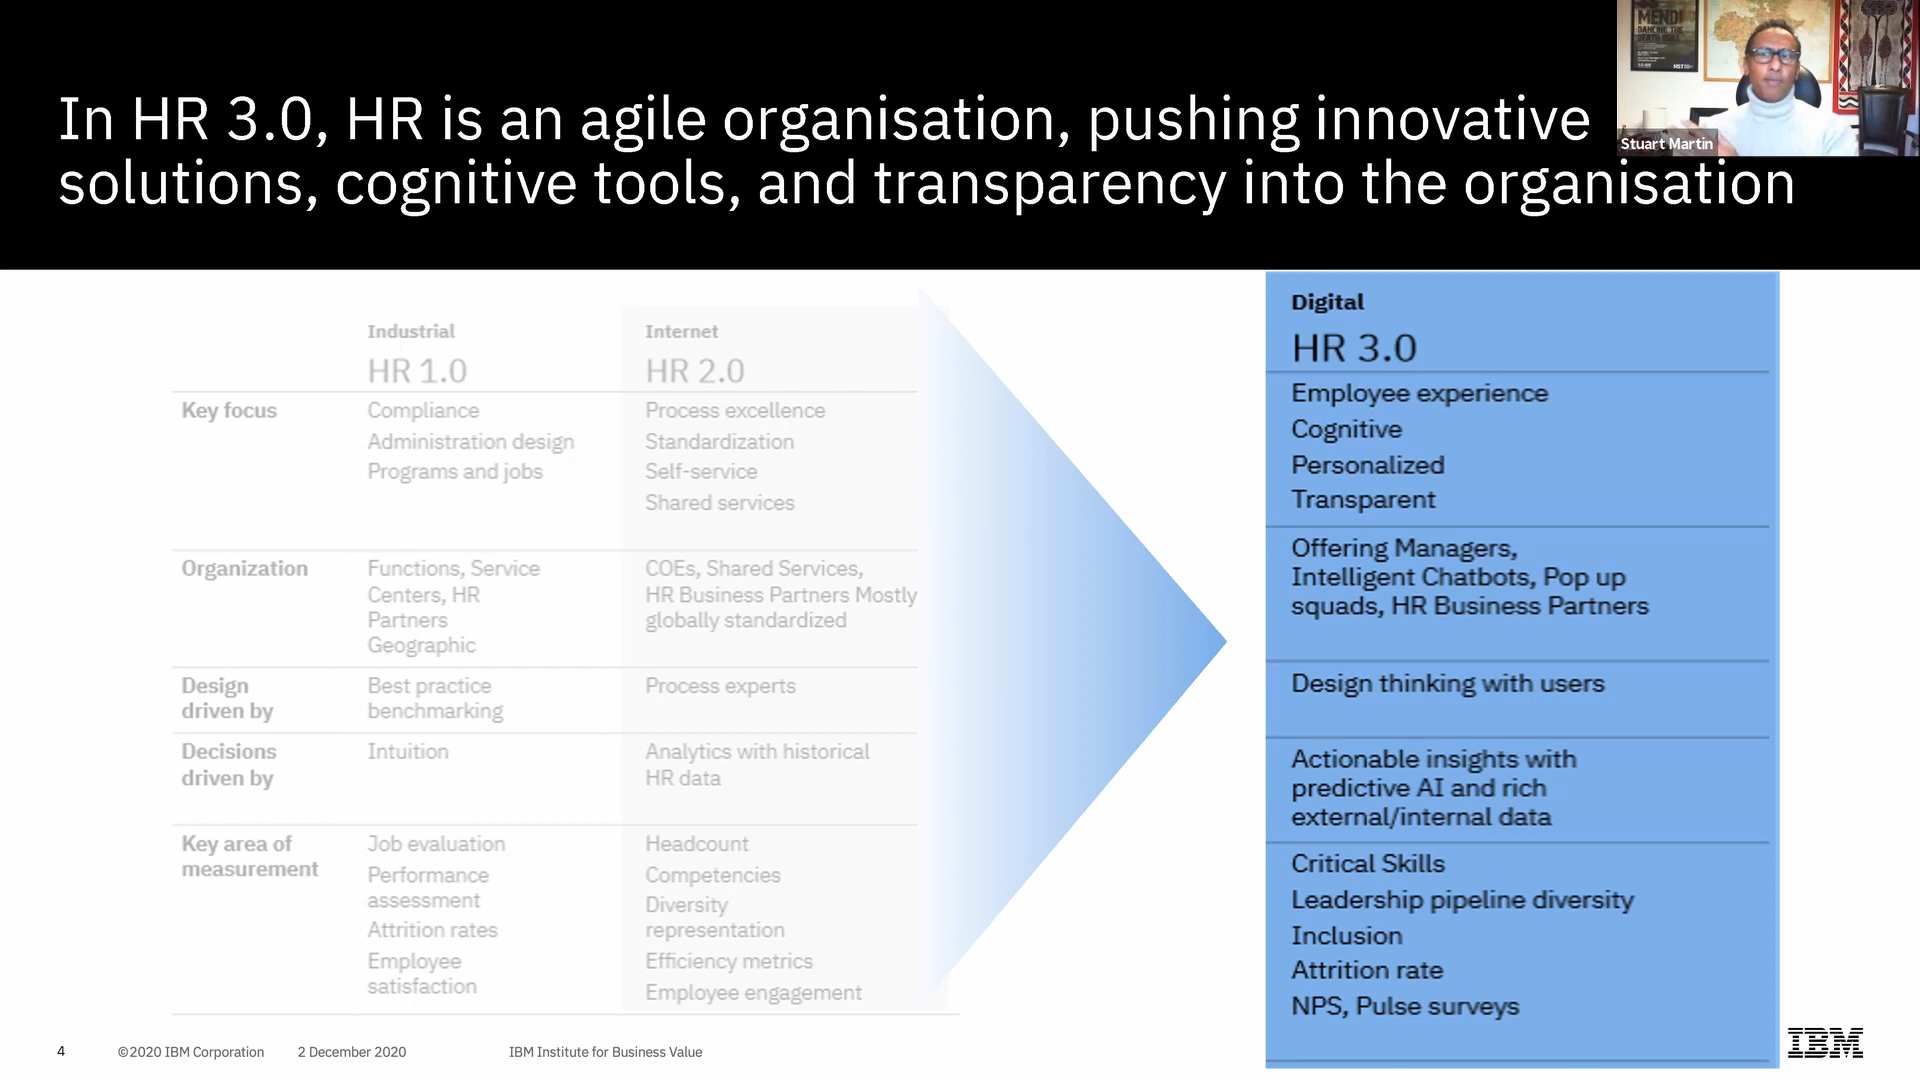 In HR 3.0, HR is an agile organisation, pushing innovative
solutions, cognitive tools, and transparency into the organisation
MENDI
DANCING THE
Stuart Martin
Industrial
HR 1.0
Internet
HR 2.0
Digital
HR 3.0
Key focus
Compliance
Administration design
Programs and jobs
Process excellence
Standardization
Self-service
Shared services
Employee experience
Cognitive
Personalized
Transparent
Organization
Functions, Service
Centers, HR
Partners
Geographic
COEs, Shared Services,
HR Business Partners Mostly
globally standardized
Offering Managers,
Intelligent Chatbots, Pop up
squads, HR Business Partners
Design
driven by
Best practice
benchmarking
Process experts
Design thinking with users
Decisions
driven by
Intuition
Analytics with historical
HR data
Actionable insights with
predictive AI and rich
external/internal data
Key area of
measurement
Job evaluation
Performance
assessment
Attrition rates
Employee
satisfaction
Headcount
Competencies
Diversity
representation
Efficiency metrics
Employee engagement
Critical Skills
Leadership pipeline diversity
Inclusion
Attrition rate
NPS, Pulse surveys
4
©2020 IBM Corporation
2 December 2020
IBM Institute for Business Value
IBM